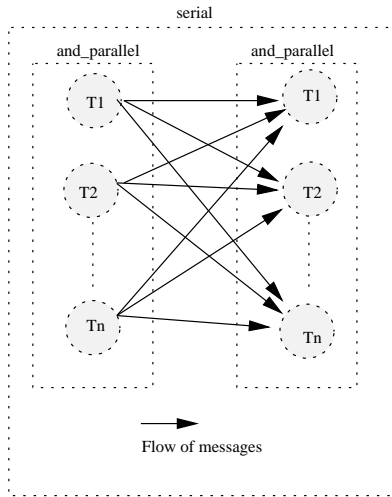 serial
and_parallel
and_parallel
T1
T1
T2
T2
Tn
Tn
Flow of messages